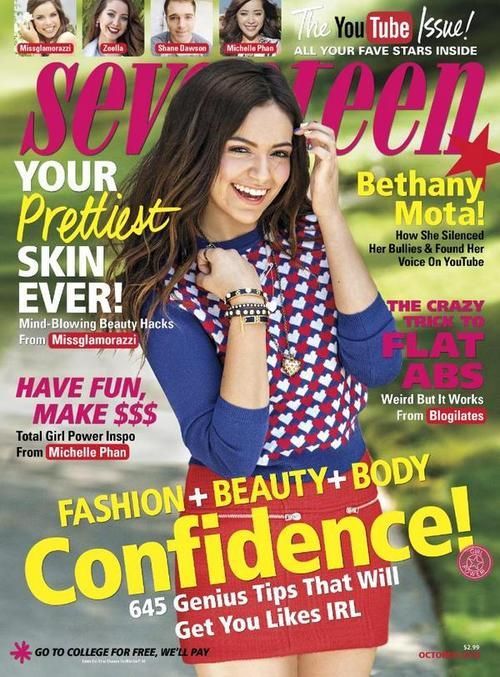 The YouTube Issue!
ALL YOUR FAVE STARS INSIDE
Missglamorazzi
Zoella
Shane Dawson
Michelle Phan
seventeen
YOUR
Prettiest
SKIN
EVER!
Mind-Blowing Beauty Hacks
From Missglamorazzi
Bethany
Mota!
How She Silenced
Her Bullies & Found Her
Voice On YouTube
THE CRAZY
TRICK TO
FLAT
ABS
Weird But It Works
From Blogilates
HAVE FUN,
MAKE $$$
Total Girl Power Inspo
From Michelle Phan
FASHION + BEAUTY + BODY
Confidence!
GIRL
POWER
645 Genius Tips That Will
Get You Likes IRL
GO TO COLLEGE FOR FREE, WE'LL PAY
$2.99